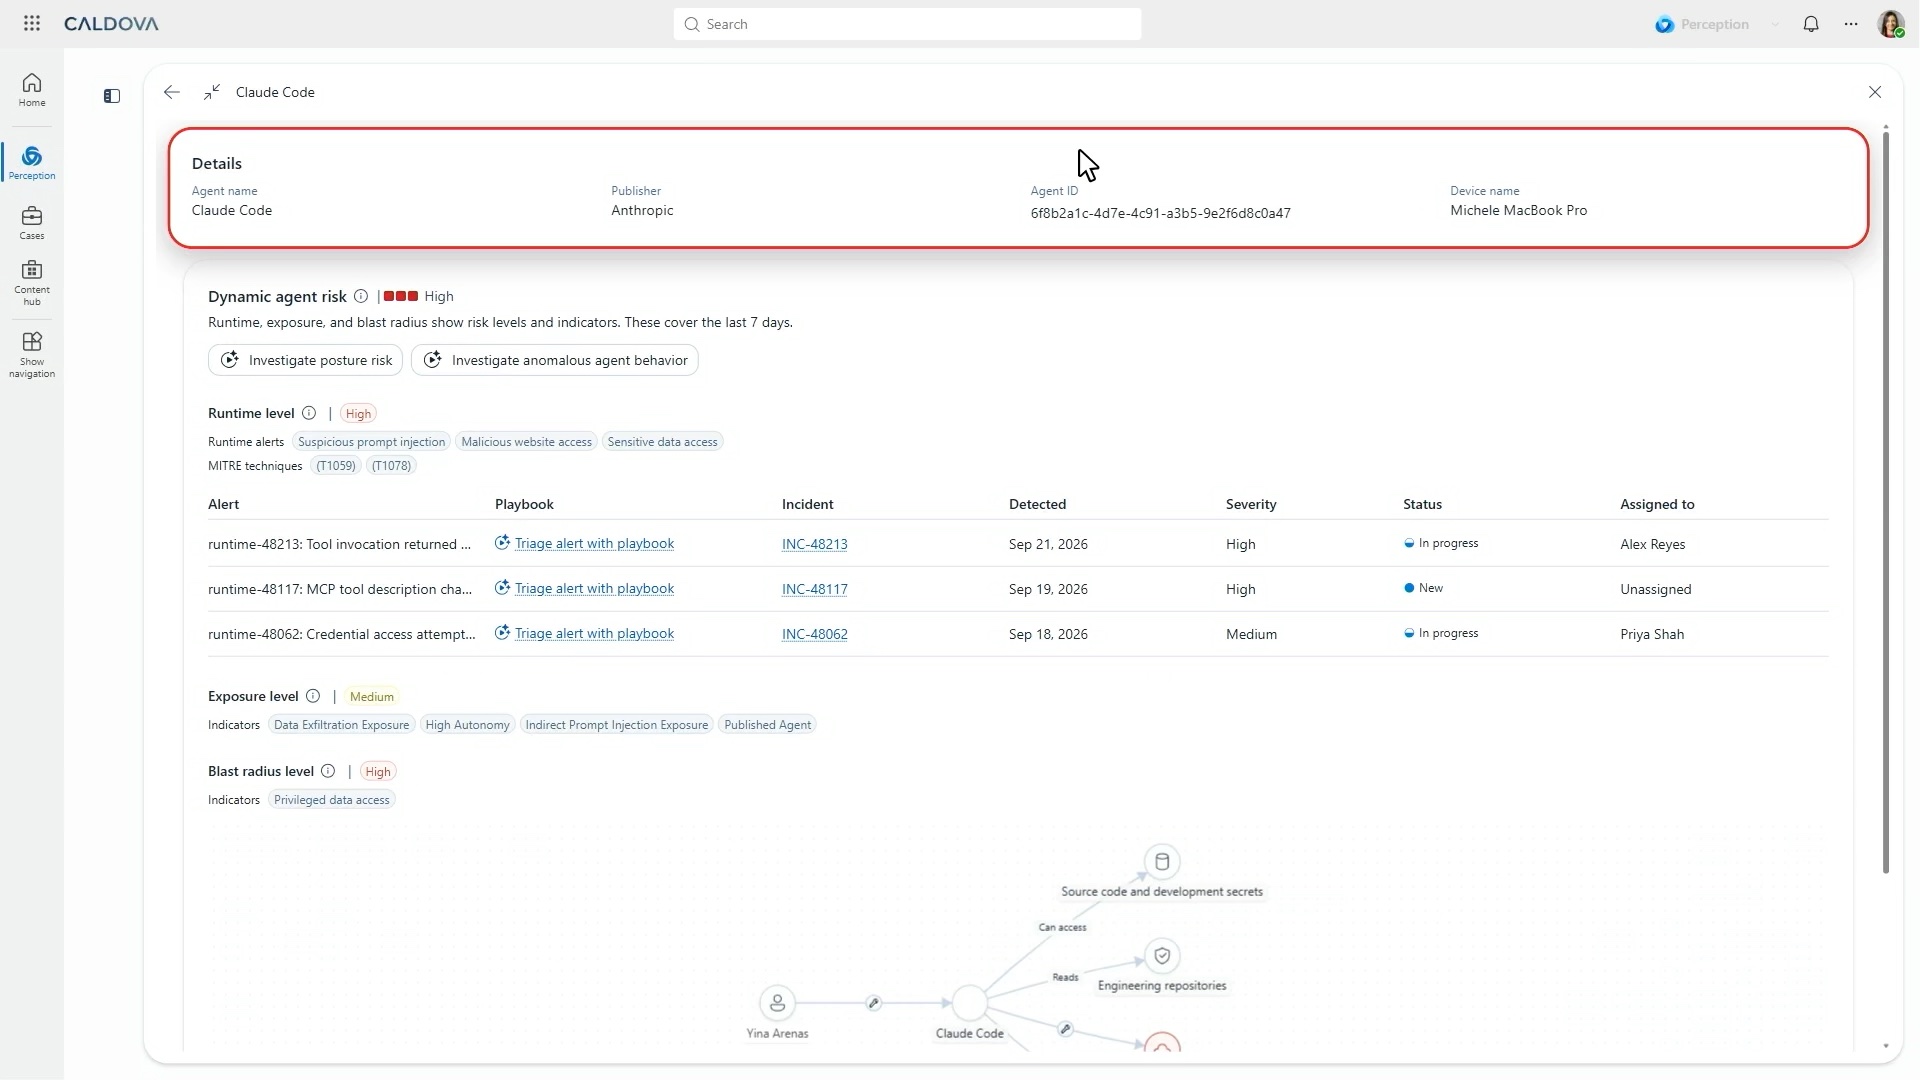 CALDOVA
Search
Perception
Home
Perception
Cases
Content
hub
Show
navigation
Claude Code
Details
Agent name
Claude Code
Publisher
Anthropic
Agent ID
6f8b2a1c-4d7e-4c91-a3b5-9e2f6d8c0a47
Device name
Michele MacBook Pro
Dynamic agent risk | High
Runtime, exposure, and blast radius show risk levels and indicators. These cover the last 7 days.
Investigate posture risk Investigate anomalous agent behavior
Runtime level | High
Runtime alerts Suspicious prompt injection Malicious website access Sensitive data access
MITRE techniques (T1059) (T1078)
Alert Playbook Incident Detected Severity Status Assigned to
runtime-48213: Tool invocation returned ... Triage alert with playbook INC-48213 Sep 21, 2026 High In progress Alex Reyes
runtime-48117: MCP tool description cha... Triage alert with playbook INC-48117 Sep 19, 2026 High New Unassigned
runtime-48062: Credential access attempt... Triage alert with playbook INC-48062 Sep 18, 2026 Medium In progress Priya Shah
Exposure level | Medium
Indicators Data Exfiltration Exposure High Autonomy Indirect Prompt Injection Exposure Published Agent
Blast radius level | High
Indicators Privileged data access
Source code and development secrets
Can access
Reads
Engineering repositories
Yina Arenas
Claude Code